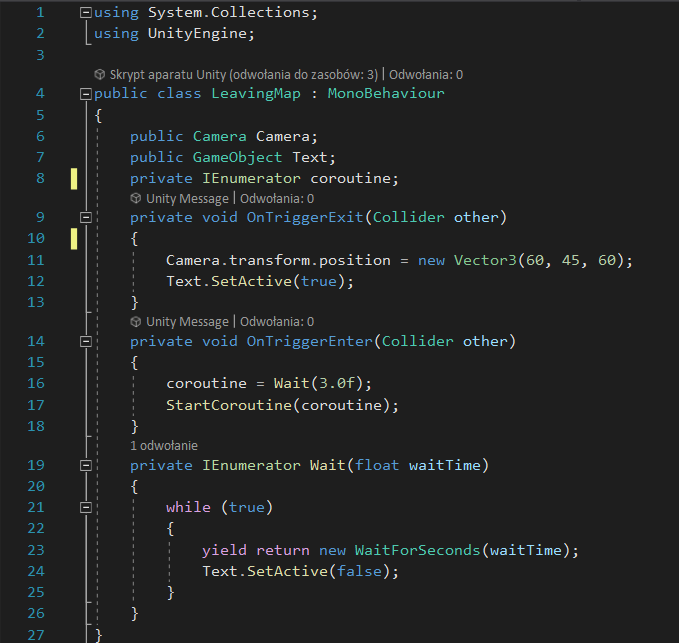 1 using System.Collections;
2 using UnityEngine;
3
Skrypt aparatu Unity (odwołania do zasobów: 3) | Odwołania: 0
4 public class LeavingMap : MonoBehaviour
5 {
6 public Camera Camera;
7 public GameObject Text;
8 private IEnumerator coroutine;
Unity Message | Odwołania: 0
9 private void OnTriggerExit(Collider other)
10 {
11 Camera.transform.position = new Vector3(60, 45, 60);
12 Text.SetActive(true);
13 }
Unity Message | Odwołania: 0
14 private void OnTriggerEnter(Collider other)
15 {
16 coroutine = Wait(3.0f);
17 StartCoroutine(coroutine);
18 }
1 odwołanie
19 private IEnumerator Wait(float waitTime)
20 {
21 while (true)
22 {
23 yield return new WaitForSeconds(waitTime);
24 Text.SetActive(false);
25 }
26 }
27 }